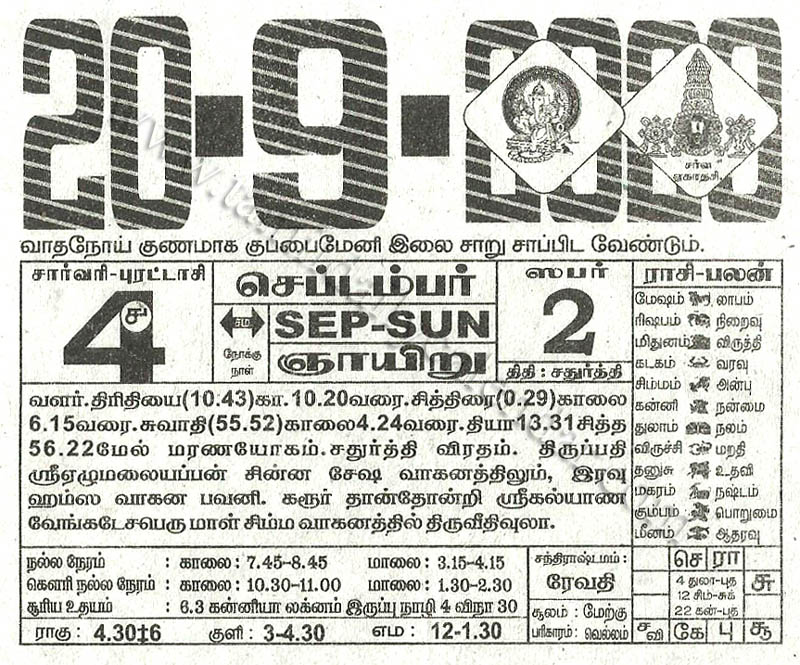 20-9-2020
சர்வ
ஏகாதசி
வாதநோய் குணமாக குப்பைமேனி இலை சாறு சாப்பிட வேண்டும்.
சார்வரி-புரட்டாசி
4
செப்டம்பர்
SEP-SUN
ஞாயிறு
சம
நோக்கு
நாள்
ஸபர்
2
திதி : சதுர்த்தி
ராசி-பலன்
மேஷம் லாபம்
ரிஷபம் நிறைவு
மிதுனம் விருத்தி
கடகம் வரவு
சிம்மம் அன்பு
கன்னி நன்மை
துலாம் நலம்
விருச்சி மறதி
தனுசு உதவி
மகரம் நஷ்டம்
கும்பம் பொறுமை
மீனம் ஆதரவு
வளர்.திரிதியை(10.43)கா.10.20வரை.சித்திரை(0.29)காலை
6.15வரை.சுவாதி(55.52)காலை4.24வரை.தியா13.31சித்த
56.22மேல் மரணயோகம்.சதுர்த்தி விரதம். திருப்பதி
ஸ்ரீஏழுமலையப்பன் சின்ன சேஷ வாகனத்திலும், இரவு
ஹம்ஸ வாகன பவனி. கரூர் தான்தோன்றி ஸ்ரீகல்யாண
வேங்கடேசபெரு மாள் சிம்ம வாகனத்தில் திருவீதிவுலா.
நல்ல நேரம் : காலை: 7.45-8.45 மாலை: 3.15-4.15
கௌரி நல்ல நேரம் : காலை: 10.30-11.00 மாலை: 1.30-2.30
சூரிய உதயம் : 6.3 கன்னியா லக்னம் இருப்பு நாழி 4 விநா 30
ராகு : 4.30‡6 குளி : 3-4.30 எம : 12-1.30
சந்திராஷ்டமம் :
ரேவதி
சூலம் : மேற்கு
பரிகாரம் : வெல்லம்
செ ரா
4 துலா-புத
12 சிம்-சுக்
22 கன்-புத
சவி கே பு சூ